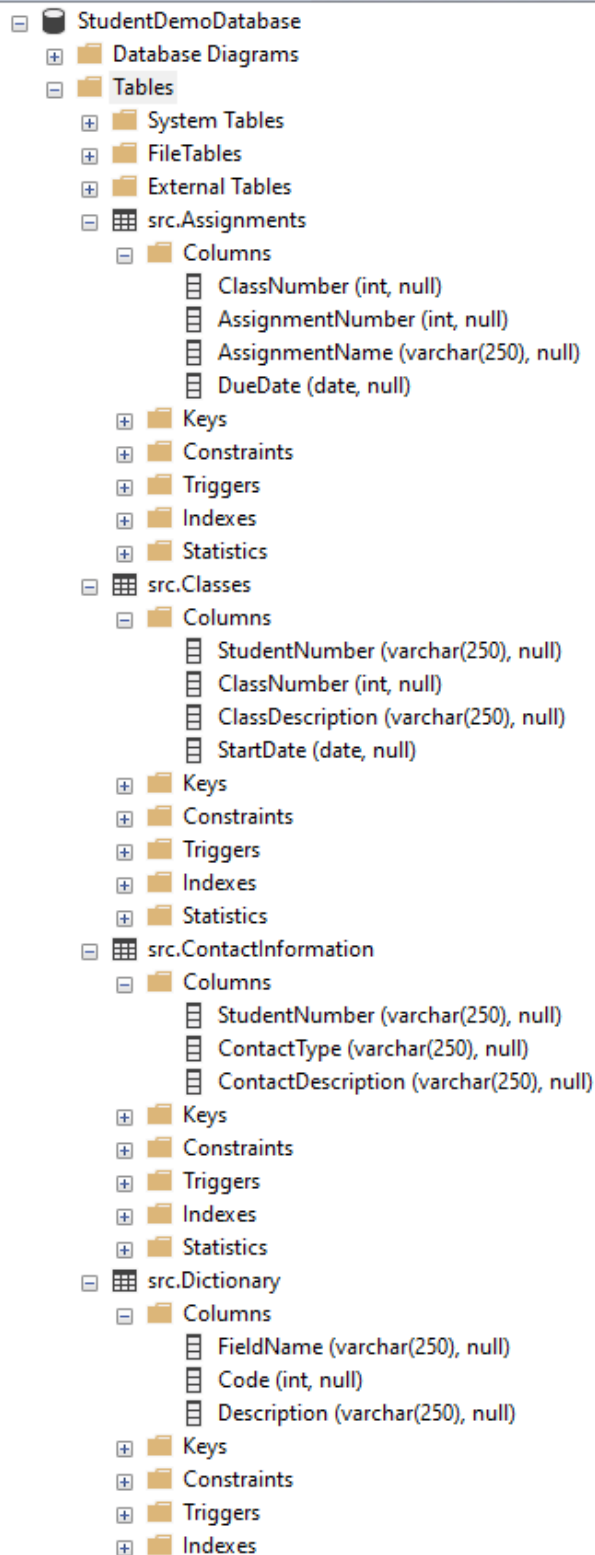 StudentDemoDatabase
Database Diagrams
Tables
System Tables
FileTables
External Tables
src.Assignments
Columns
ClassNumber (int, null)
AssignmentNumber (int, null)
AssignmentName (varchar(250), null)
DueDate (date, null)
Keys
Constraints
Triggers
Indexes
Statistics
src.Classes
Columns
StudentNumber (varchar(250), null)
ClassNumber (int, null)
ClassDescription (varchar(250), null)
StartDate (date, null)
Keys
Constraints
Triggers
Indexes
Statistics
src.ContactInformation
Columns
StudentNumber (varchar(250), null)
ContactType (varchar(250), null)
ContactDescription (varchar(250), null)
Keys
Constraints
Triggers
Indexes
Statistics
src.Dictionary
Columns
FieldName (varchar(250), null)
Code (int, null)
Description (varchar(250), null)
Keys
Constraints
Triggers
Indexes